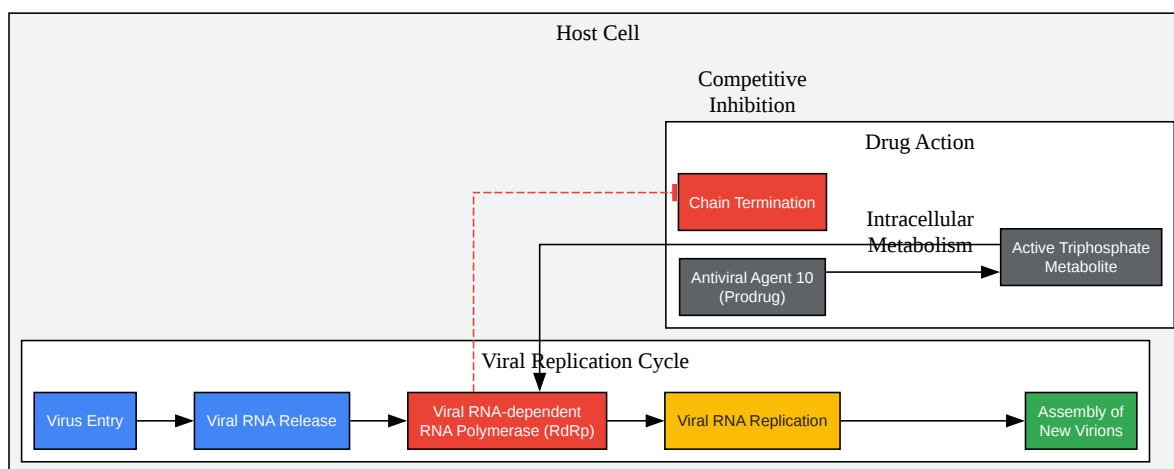 Host Cell
Competitive
Inhibition
Drug Action
Chain Termination
Intracellular
Metabolism
Active Triphosphate
Metabolite
Antiviral Agent 10
(Prodrug)
Viral Replication Cycle
Virus Entry
Viral RNA Release
Viral RNA-dependent
RNA Polymerase (RdRp)
Viral RNA Replication
Assembly of
New Virions